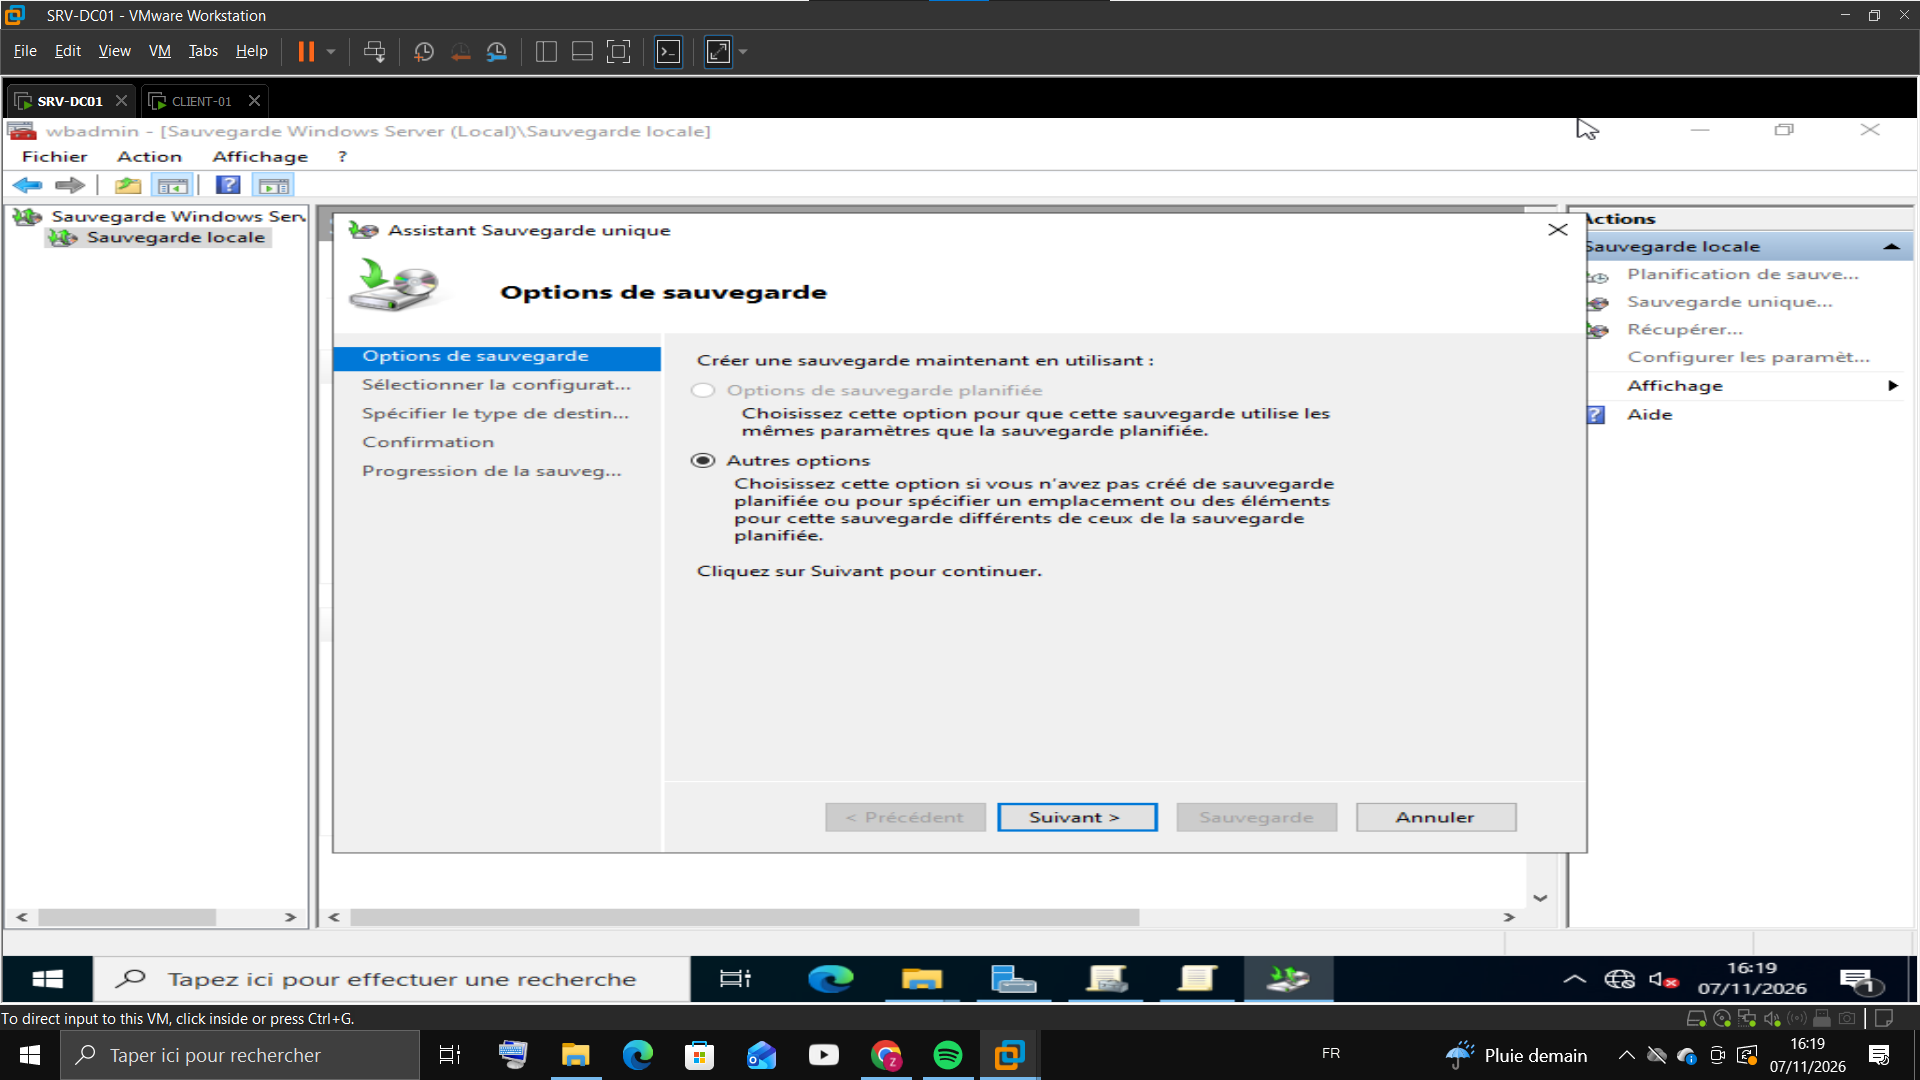 SRV-DC01 - VMware Workstation
File Edit View VM Tabs Help
SRV-DC01
CLIENT-01
wbadmin - [Sauvegarde Windows Server (Local)\Sauvegarde locale]
Fichier Action Affichage ?
Sauvegarde Windows Ser
Sauvegarde locale
Assistant Sauvegarde unique
Options de sauvegarde
Options de sauvegarde
Sélectionner la configurat...
Spécifier le type de destin...
Confirmation
Progression de la sauveg...
Créer une sauvegarde maintenant en utilisant :
Options de sauvegarde planifiée
Choisissez cette option pour que cette sauvegarde utilise les
mêmes paramètres que la sauvegarde planifiée.
Autres options
Choisissez cette option si vous n'avez pas créé de sauvegarde
planifiée ou pour spécifier un emplacement ou des éléments
pour cette sauvegarde différents de ceux de la sauvegarde
planifiée.
Cliquez sur Suivant pour continuer.
< Précédent
Suivant >
Sauvegarde
Annuler
Actions
Sauvegarde locale
Planification de sauve...
Sauvegarde unique...
Récupérer...
Configurer les paramèt...
Affichage
Aide
Tapez ici pour effectuer une recherche
16:19
07/11/2026
1
To direct input to this VM, click inside or press Ctrl+G.
Taper ici pour rechercher
FR
Pluie demain
16:19
07/11/2026